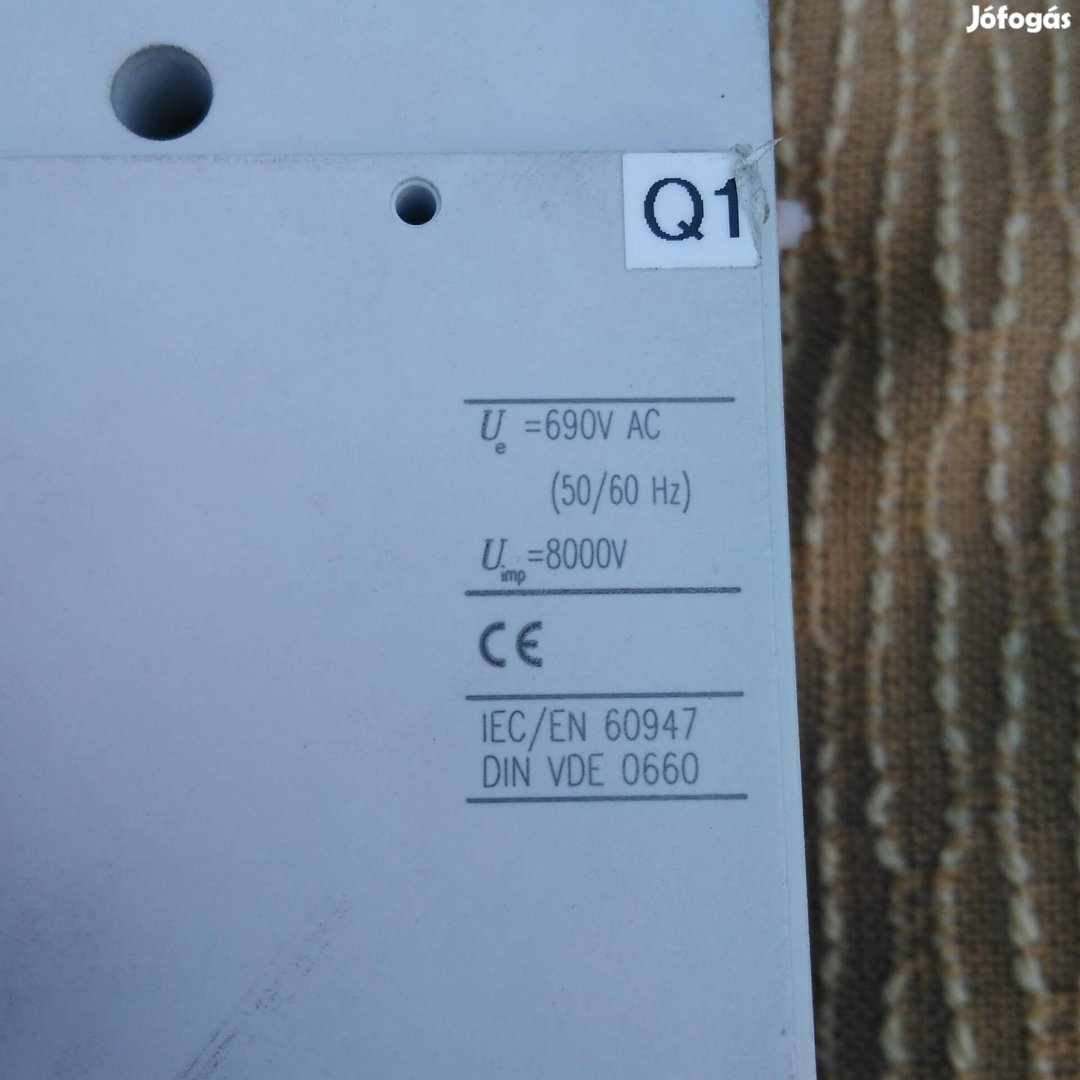 Jófogás
Q1
Ue =690V AC
(50/60 Hz)
Uimp=8000V
CE
IEC/EN 60947
DIN VDE 0660